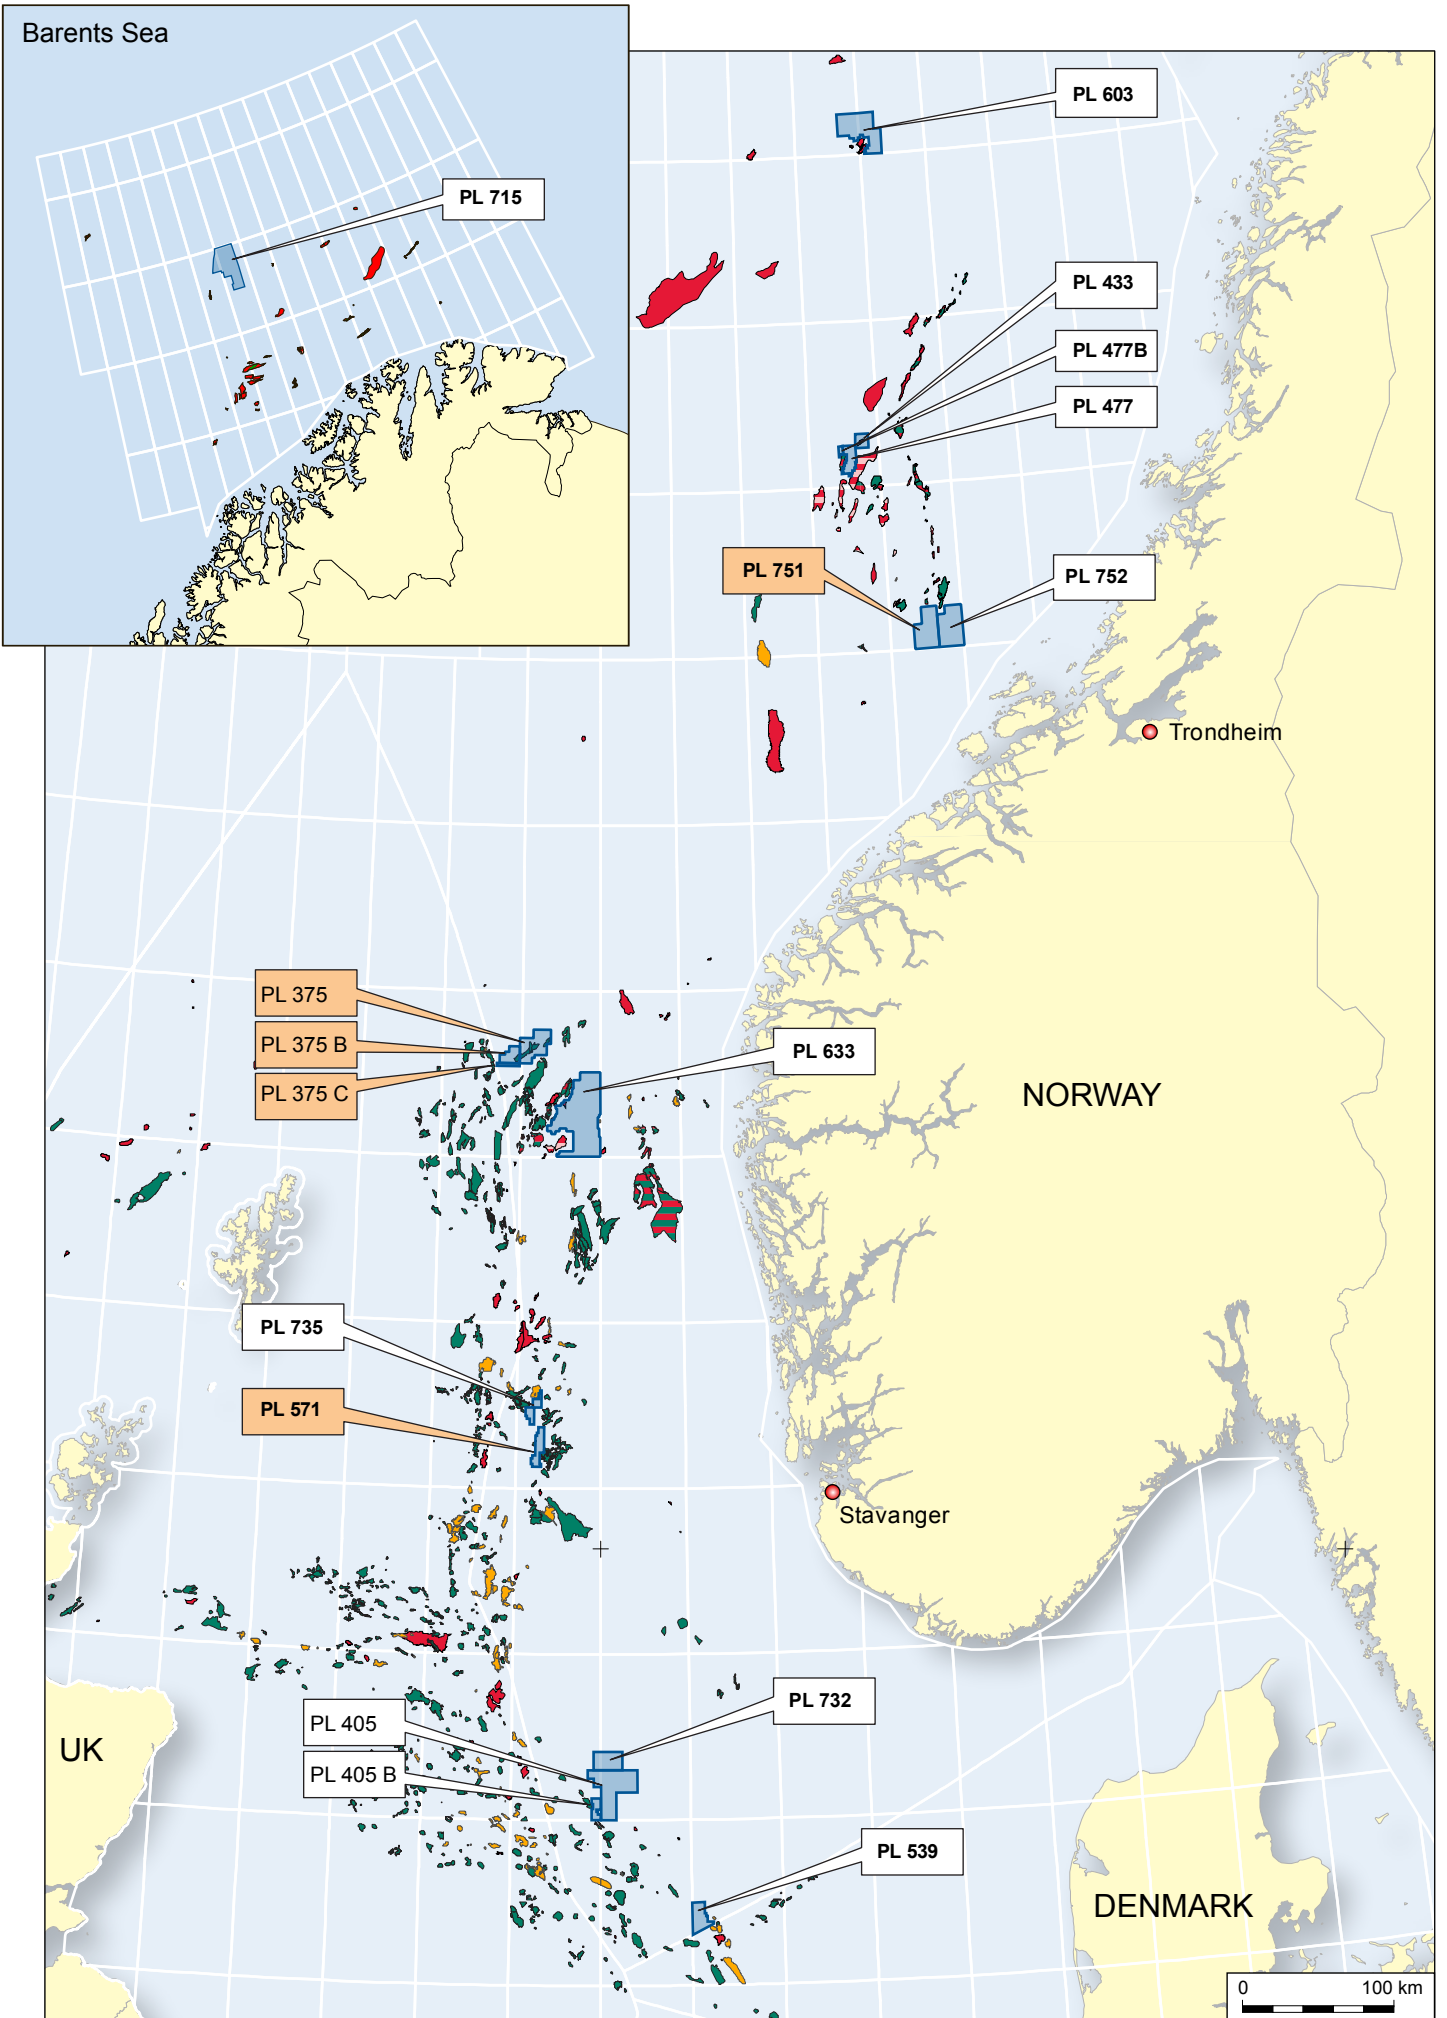 Barents Sea
PL 603
PL 715
PL 433
PL 477B
PL 477
PL 751
PL 752
Trondheim
PL 375
PL 375 B
PL 375 C
PL 633
NORWAY
PL 735
PL 571
Stavanger
PL 732
PL 405
PL 405 B
UK
PL 539
DENMARK
0 100 km